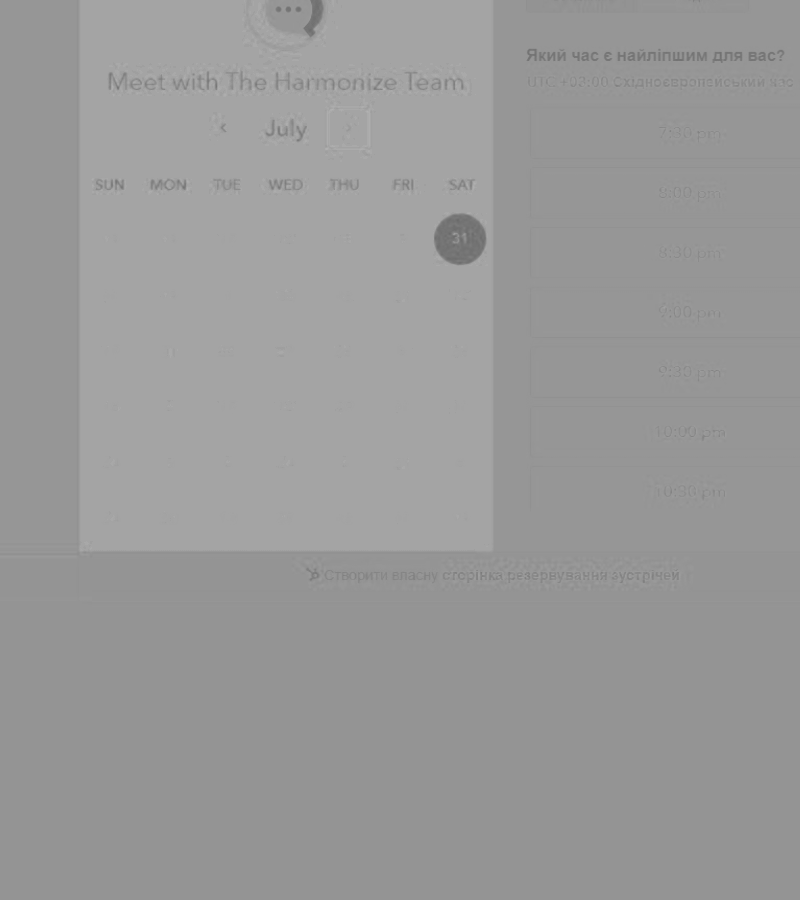 Meet with The Harmonize Team
July
SUN MON TUE WED THU FRI SAT
31
Який час є найліпшим для вас?
UTC +03:00 Східноєвропейський час
7:30 pm
8:00 pm
8:30 pm
9:00 pm
9:30 pm
10:00 pm
10:30 pm
Створити власну сторінка резервування зустрічей